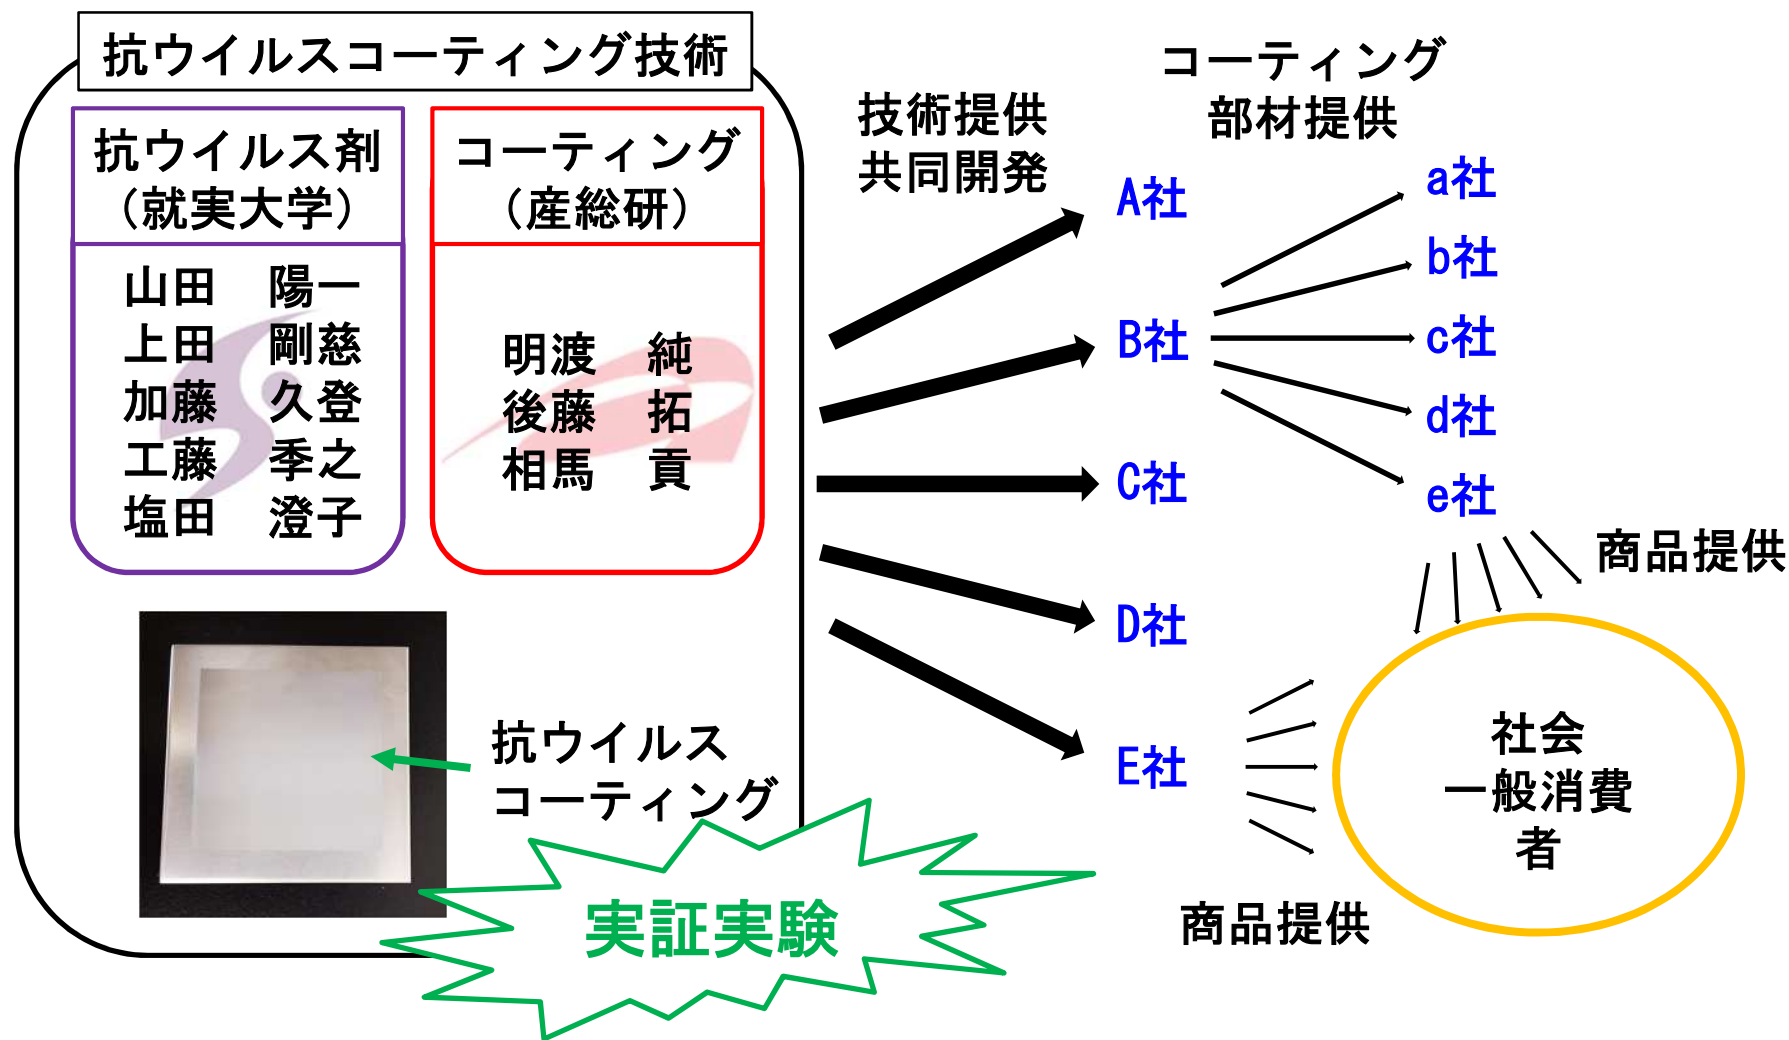 抗ウイルスコーティング技術
抗ウイルス剤
（就実大学）
山田　陽一
上田　剛慈
加藤　久登
工藤　季之
塩田　澄子
コーティング
（産総研）
明渡　純
後藤　拓
相馬　貢
抗ウイルス
コーティング
実証実験
技術提供
共同開発
A社
B社
C社
D社
E社
コーティング
部材提供
a社
b社
c社
d社
e社
商品提供
社会
一般消費
者
商品提供